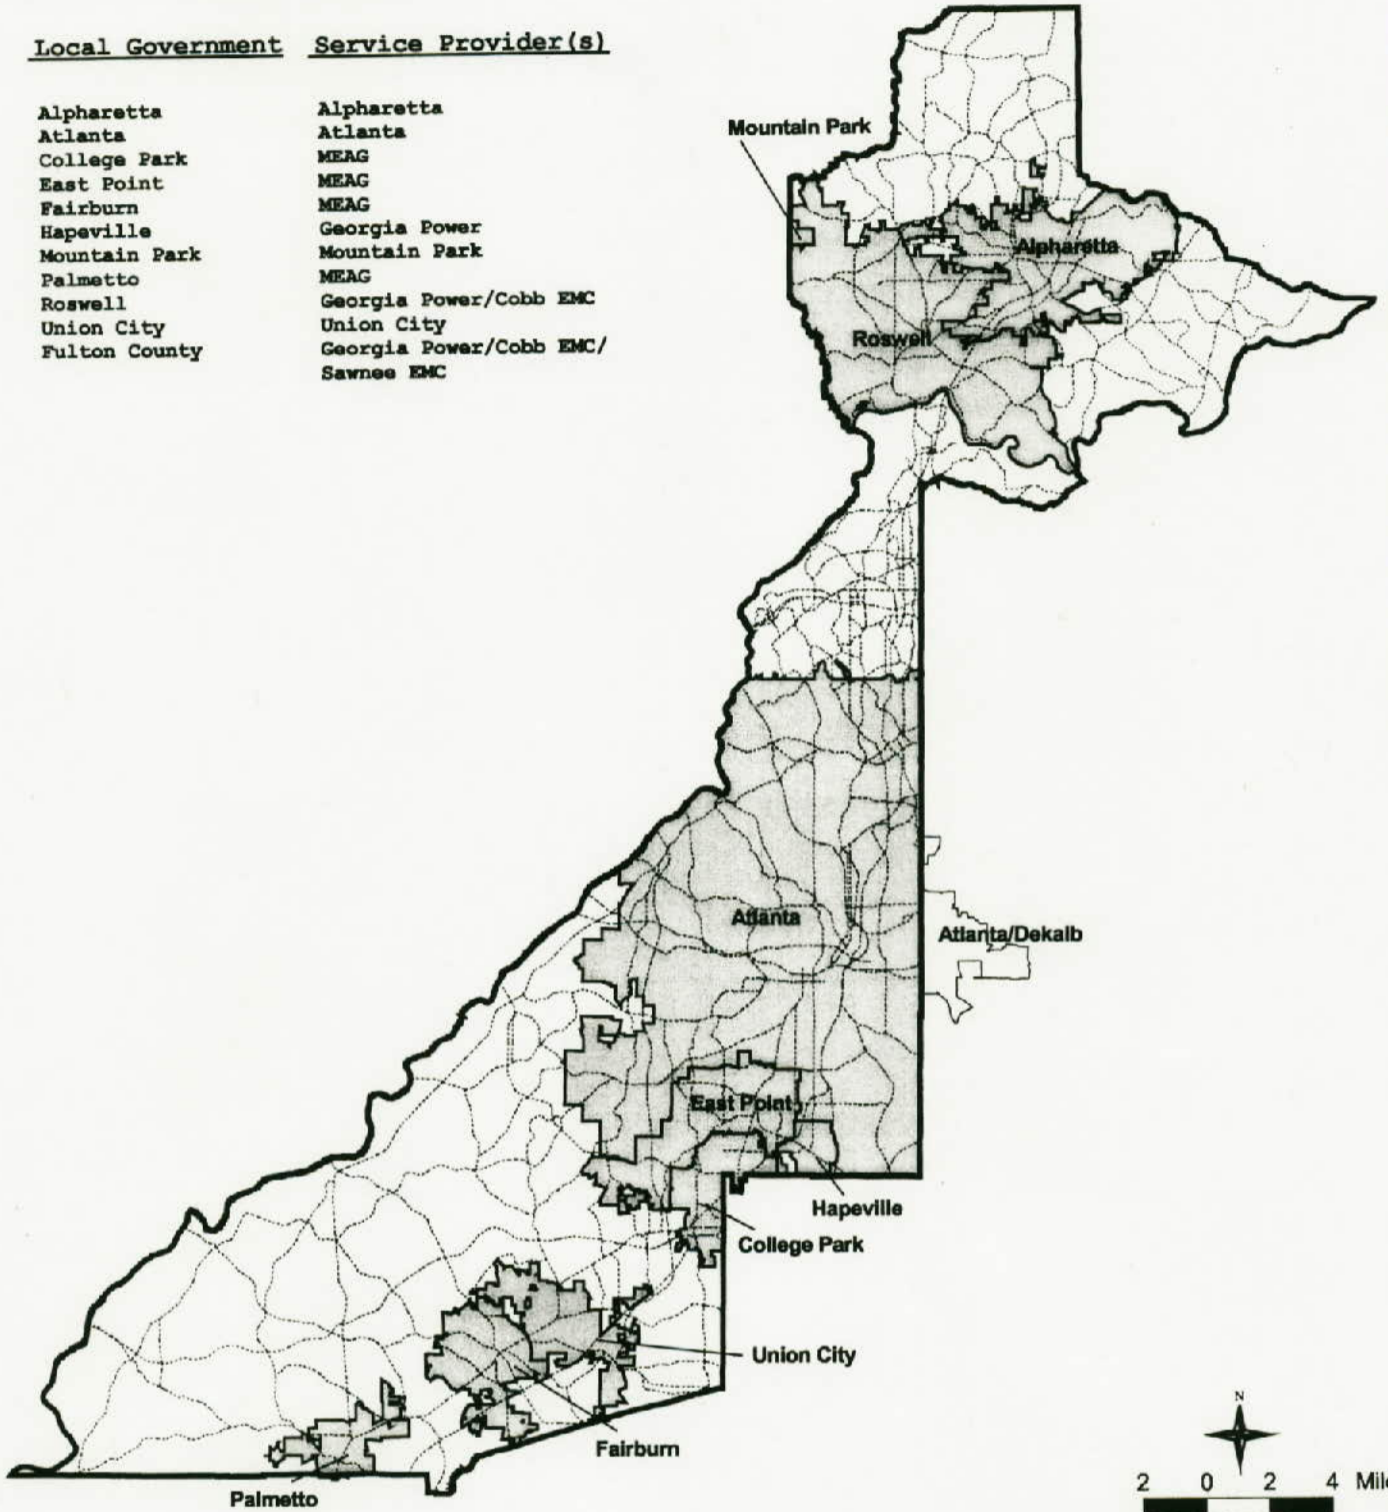 Local Government Service Provider(s)
Alpharetta Alpharetta
Atlanta Atlanta
College Park MEAG
East Point MEAG
Fairburn MEAG
Hapeville Georgia Power
Mountain Park Mountain Park
Palmetto MEAG
Roswell Georgia Power/Cobb EMC
Union City Union City
Fulton County Georgia Power/Cobb EMC/
Sawnee EMC
Mountain Park
Alpharetta
Roswell
Atlanta
Atlanta/Dekalb
East Point
Hapeville
College Park
Union City
Fairburn
Palmetto
N
2 0 2 4 Mile